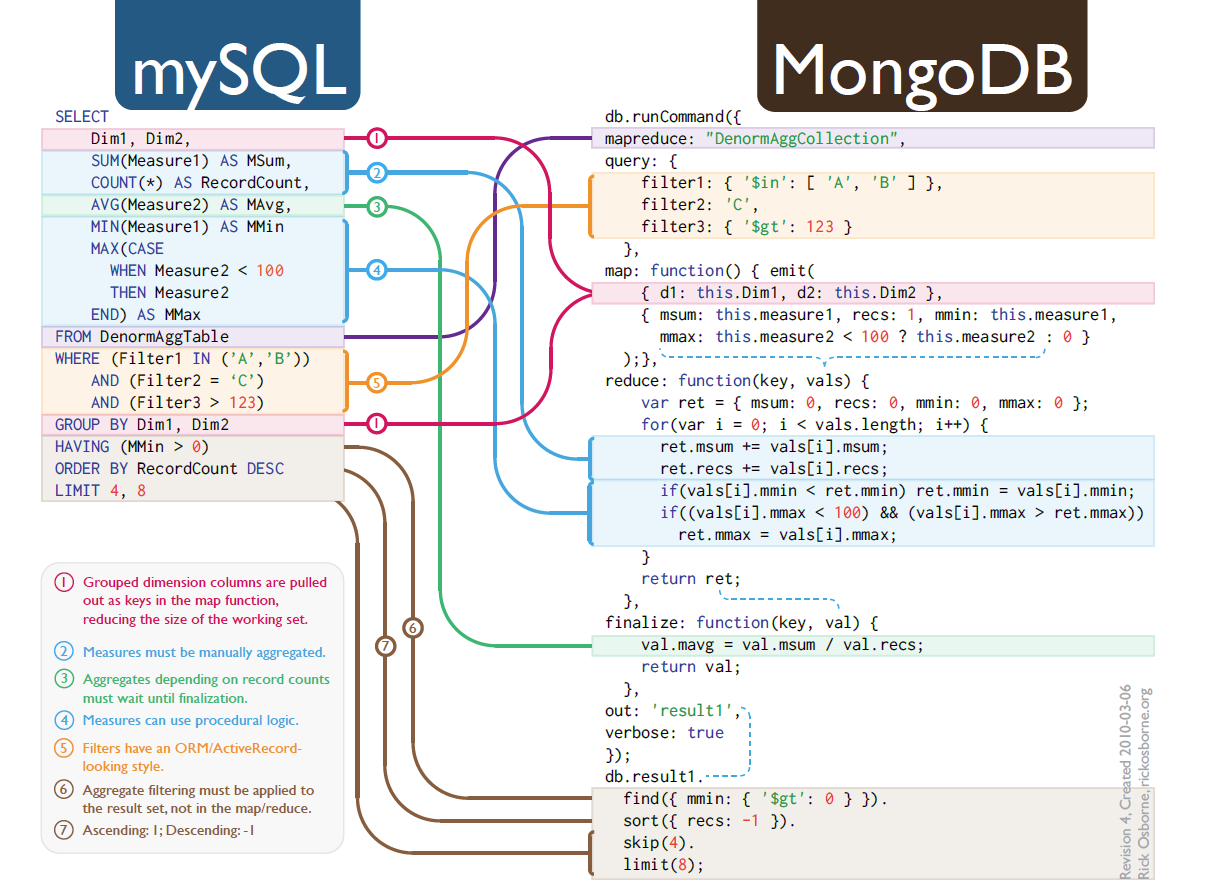 mySQL
SELECT
Dim1, Dim2,
SUM(Measure1) AS MSum,
COUNT(*) AS RecordCount,
AVG(Measure2) AS MAvg,
MIN(Measure1) AS MMin
MAX(CASE
WHEN Measure2 < 100
THEN Measure2
END) AS MMax
FROM DenormAggTable
WHERE (Filter1 IN (‘A’,’B’))
AND (Filter2 = ‘C’)
AND (Filter3 > 123)
GROUP BY Dim1, Dim2
HAVING (MMin > 0)
ORDER BY RecordCount DESC
LIMIT 4, 8
1
2
3
4
5
1
6
7
1 Grouped dimension columns are pulled
out as keys in the map function,
reducing the size of the working set.
2 Measures must be manually aggregated.
3 Aggregates depending on record counts
must wait until finalization.
4 Measures can use procedural logic.
5 Filters have an ORM/ActiveRecord-
looking style.
6 Aggregate filtering must be applied to
the result set, not in the map/reduce.
7 Ascending: 1; Descending: -1
MongoDB
db.runCommand({
mapreduce: "DenormAggCollection",
query: {
filter1: { '$in': [ 'A', 'B' ] },
filter2: 'C',
filter3: { '$gt': 123 }
},
map: function() { emit(
{ d1: this.Dim1, d2: this.Dim2 },
{ msum: this.measure1, recs: 1, mmin: this.measure1,
mmax: this.measure2 < 100 ? this.measure2 : 0 }
);},
reduce: function(key, vals) {
var ret = { msum: 0, recs: 0, mmin: 0, mmax: 0 };
for(var i = 0; i < vals.length; i++) {
ret.msum += vals[i].msum;
ret.recs += vals[i].recs;
if(vals[i].mmin < ret.mmin) ret.mmin = vals[i].mmin;
if((vals[i].mmax < 100) && (vals[i].mmax > ret.mmax))
ret.mmax = vals[i].mmax;
}
return ret;
},
finalize: function(key, val) {
val.mavg = val.msum / val.recs;
return val;
},
out: 'result1',
verbose: true
});
db.result1.
find({ mmin: { '$gt': 0 } }).
sort({ recs: -1 }).
skip(4).
limit(8);
Revision 4, Created 2010-03-06
Rick Osborne, rickosborne.org